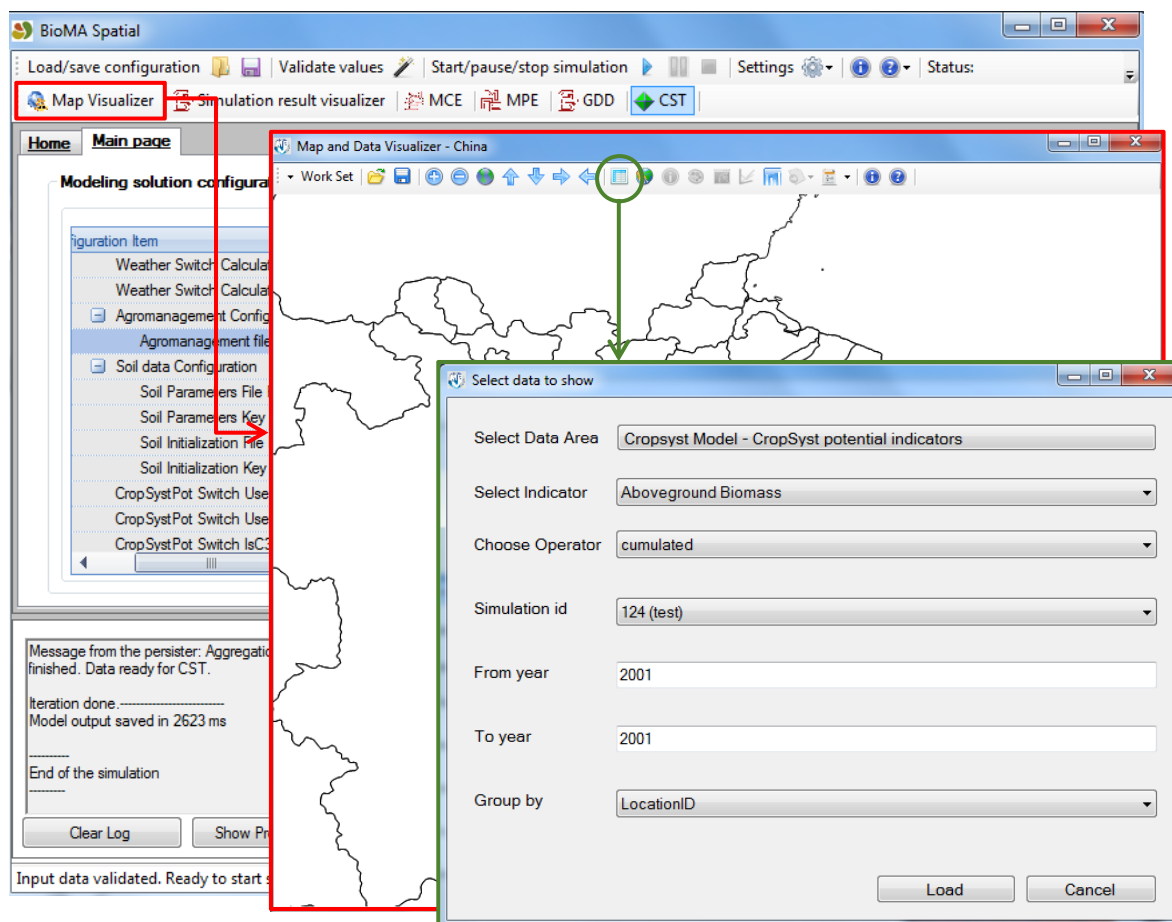 BioMA Spatial
Load/save configuration Validate values Start/pause/stop simulation Settings Status:
Map Visualizer Simulation result visualizer MCE MPE GDD CST
Home Main page
Map and Data Visualizer - China
Work Set
Modeling solution configura
figuration Item
Weather Switch Calculat
Weather Switch Calculat
Agromanagement Config
Agromanagement file
Soil data Configuration
Soil Parameters File
Soil Parameters Key
Soil Initialization File
Soil Initialization Key
CropSystPot Switch Use
CropSystPot Switch Use
CropSystPot Switch IsC3
Select data to show
Select Data Area Cropsyst Model - CropSyst potential indicators
Select Indicator Aboveground Biomass
Choose Operator cumulated
Simulation id 124 (test)
From year 2001
To year 2001
Group by LocationID
Load Cancel
Message from the persister: Aggregatio
finished. Data ready for CST.
Iteration done.--------------------------
Model output saved in 2623 ms
----------
End of the simulation
---------
Clear Log Show Pr
Input data validated. Ready to start s